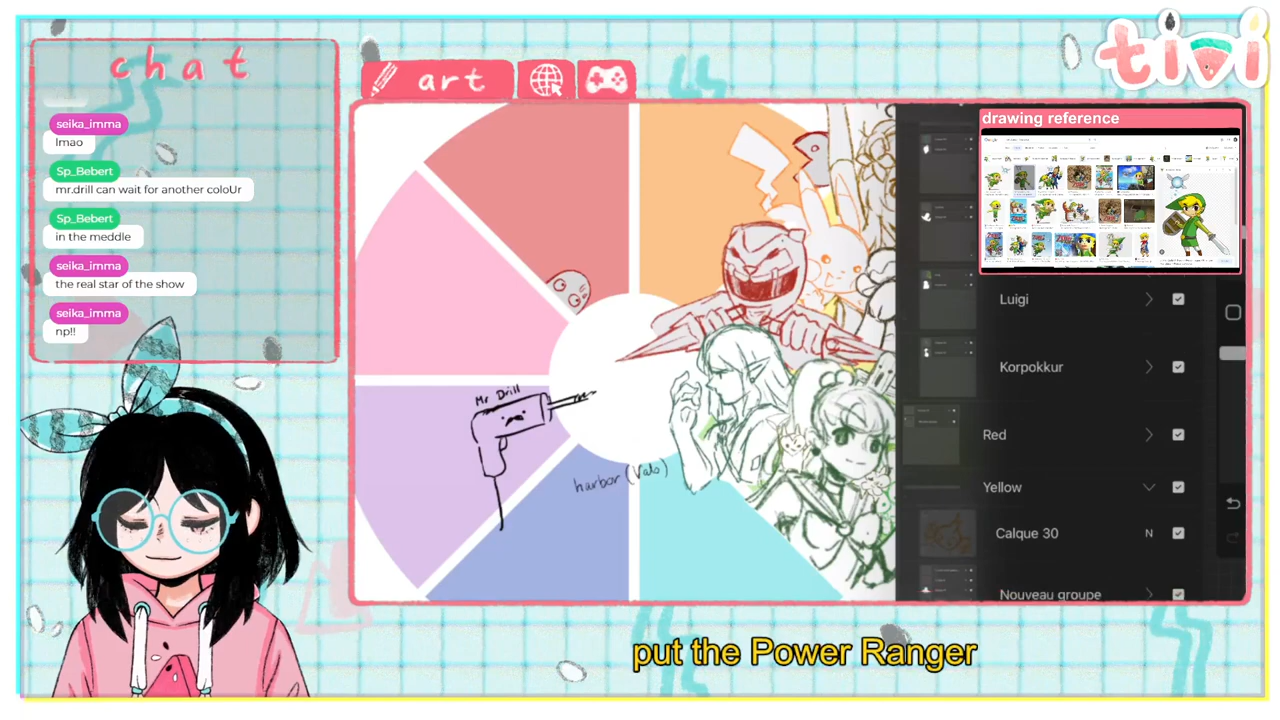 chat
seika_imma
lmao
Sp_Bebert
mr.drill can wait for another coloUr
Sp_Bebert
in the meddle
seika_imma
the real star of the show
seika_imma
np!!
art
tivi
drawing reference
Luigi
Korpokkur
Red
Yellow
Calque 30
N
Nouveau groupe
Mr Drill
harbor (Valo)
put the Power Ranger